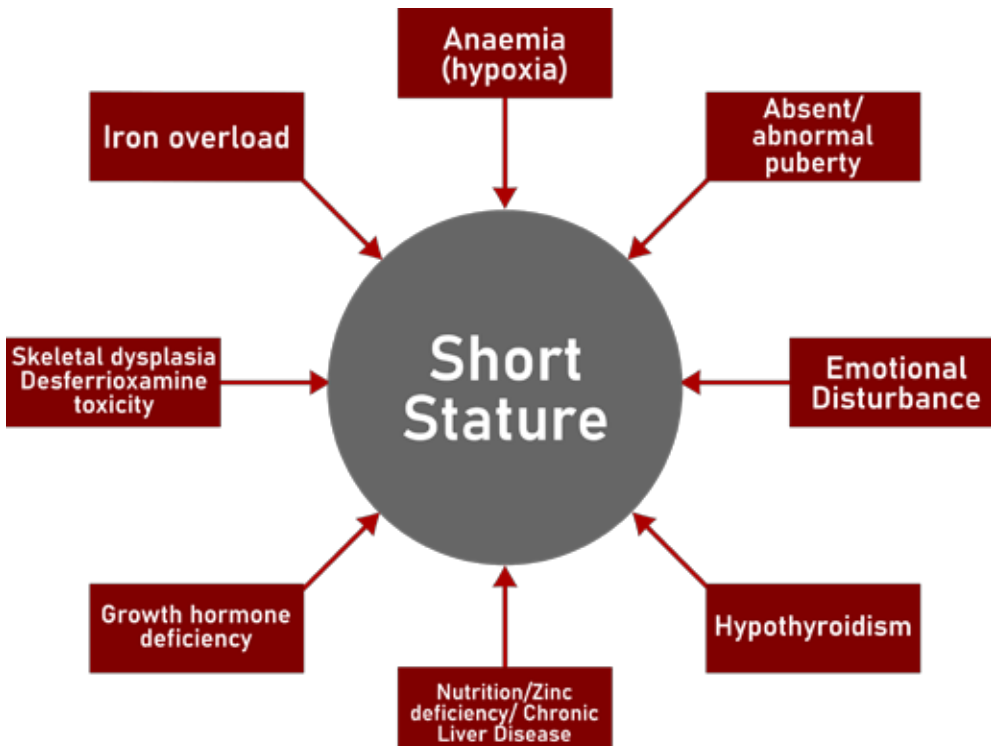 Anaemia
(hypoxia)
Absent/
abnormal
puberty
Iron overload
Short
Stature
Skeletal dysplasia
Desferrioxamine
toxicity
Emotional
Disturbance
Growth hormone
deficiency
Hypothyroidism
Nutrition/Zinc
deficiency/ Chronic
Liver Disease